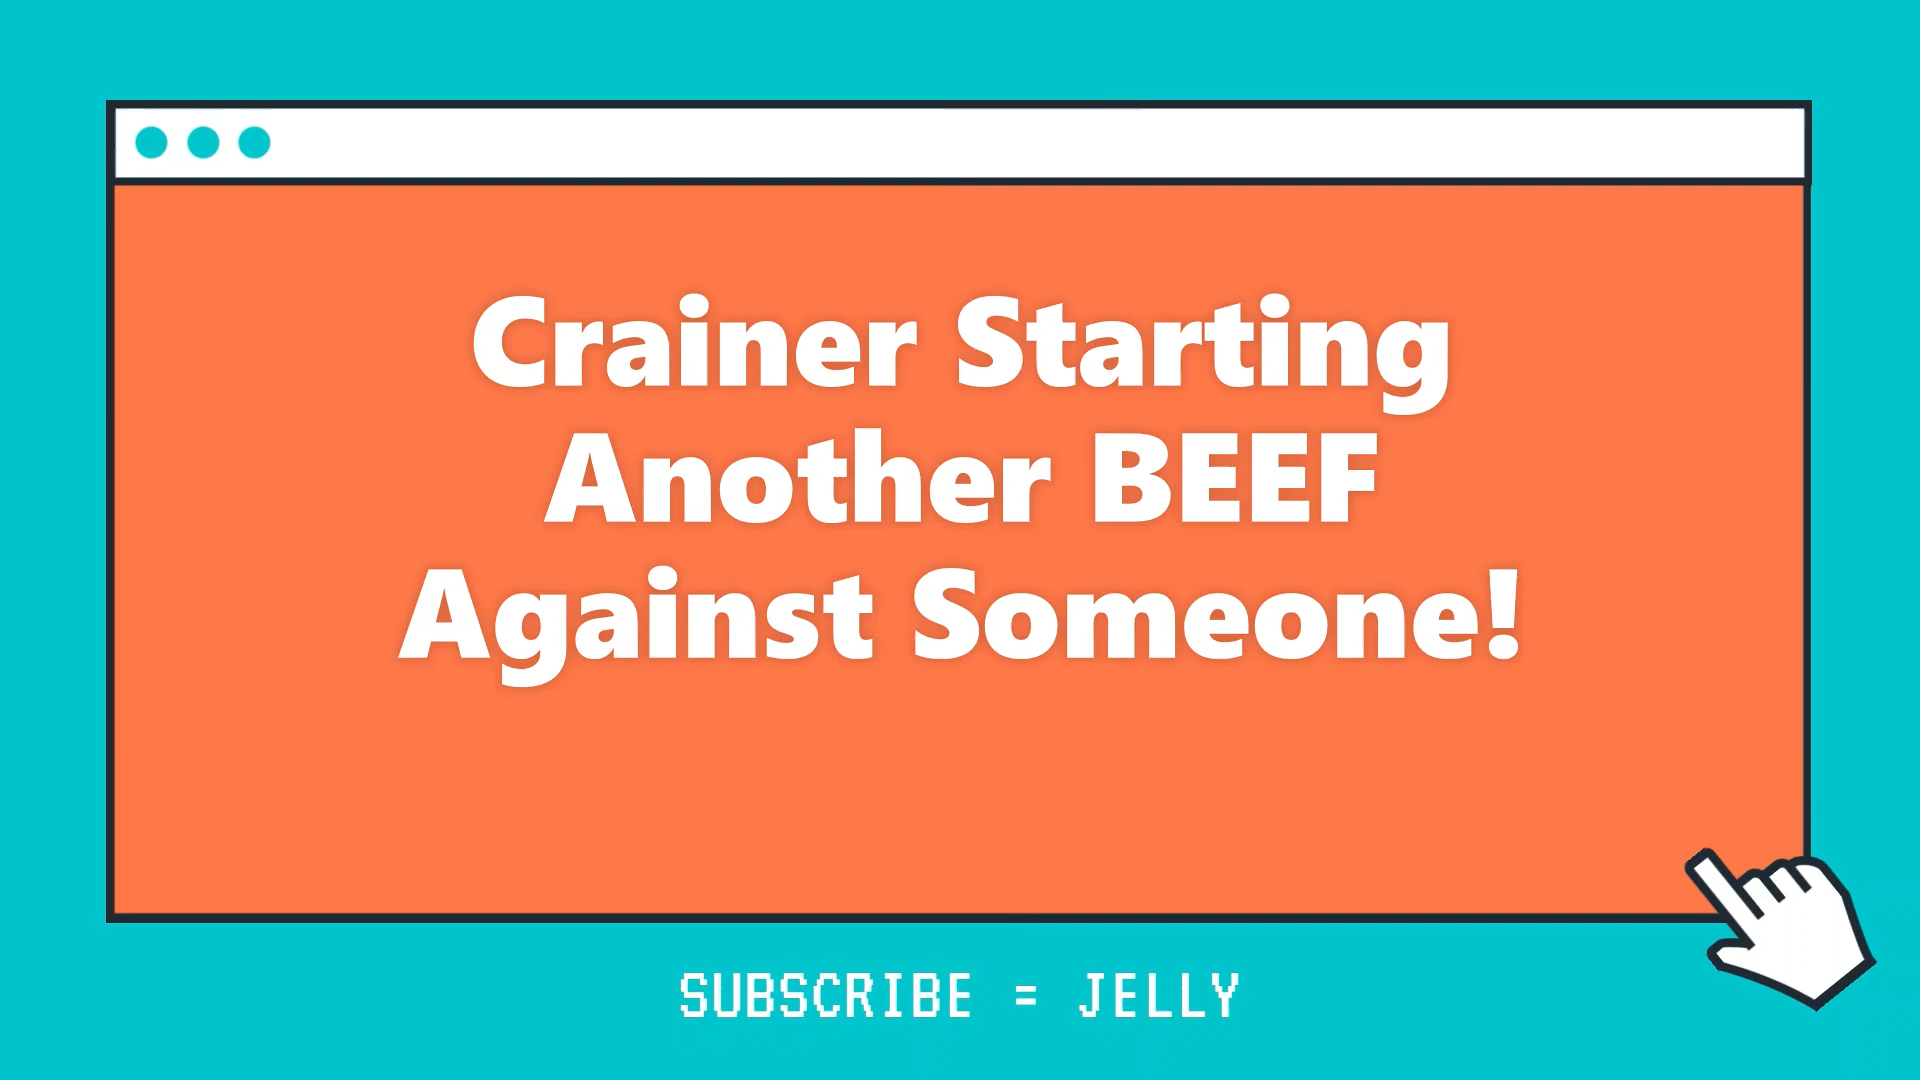 Crainer Starting
Another BEEF
Against Someone!
SUBSCRIBE = JELLY